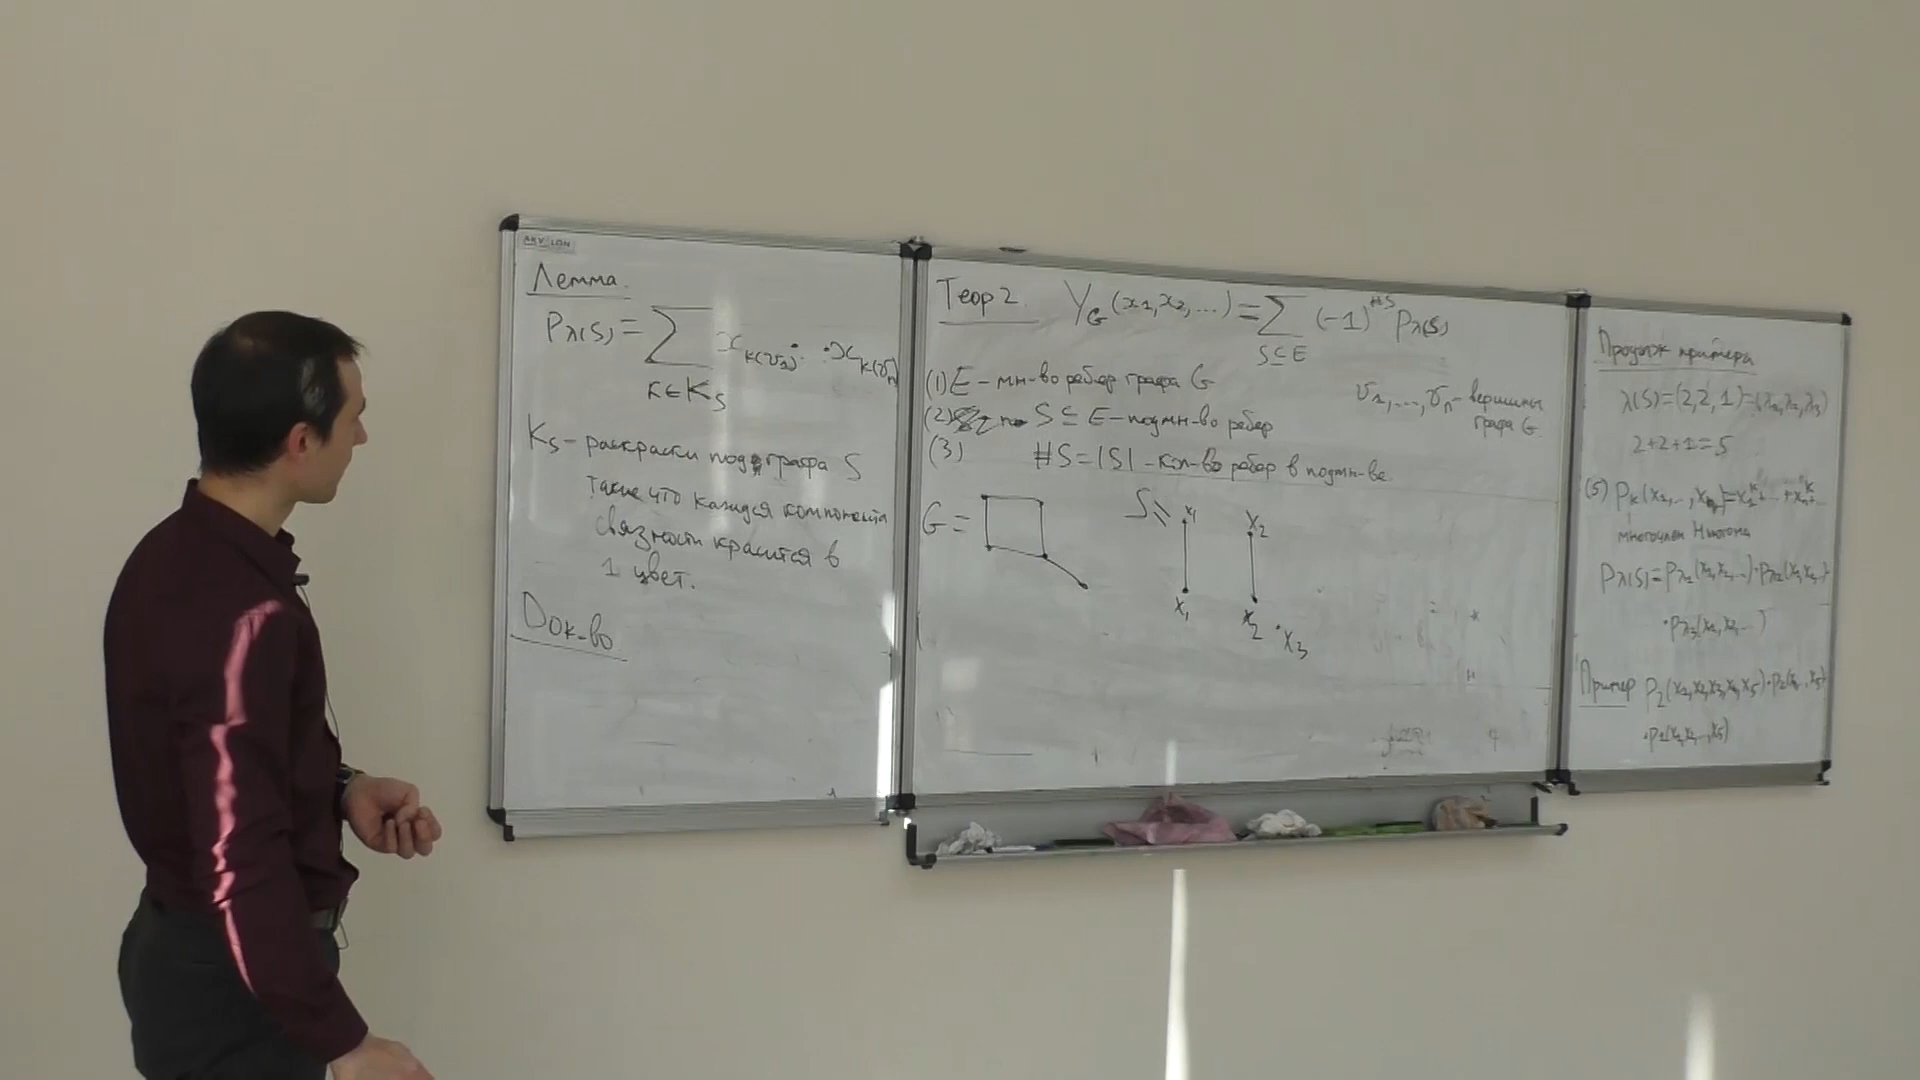 AKVILON
Лемма.
P_λ(S) = ∑ x_k(v_1) · · x_k(v_n)
k∈K_S
K_S – раскраски подграфа S
такие что каждая компонента
связности красится в
1 цвет.
Док-во
Теор 2. Y_G(x_1, x_2, ...) = ∑ (-1)^#S P_λ(S)
S⊆E
(1) E – мн-во ребер графа G
v_1, ..., v_n – вершины
графа G.
(2) S ⊆ E – подмн-во ребер
(3) #S = |S| – кол-во ребер в подмн-ве.
G =
S =
x_1
x_2
x_1
x_2
x_3
Продолж примера
λ(S) = (2, 2, 1) = (λ_1, λ_2, λ_3)
2+2+1=5
(5) P_k(x_1, .., x_n) = x_1^k + ... + x_n^k + ...
многочлен Ньютона
P_λ(S) = P_λ1(x_1, x_2, ...) · P_λ2(x_1, x_2, ..) ·
· P_λ3(x_1, x_2, ...)
Пример P_2(x_1, x_2, x_3, x_4, x_5) · P_2(x_1 .., x_5)
· P_1(x_1, x_2, ..., x_5)